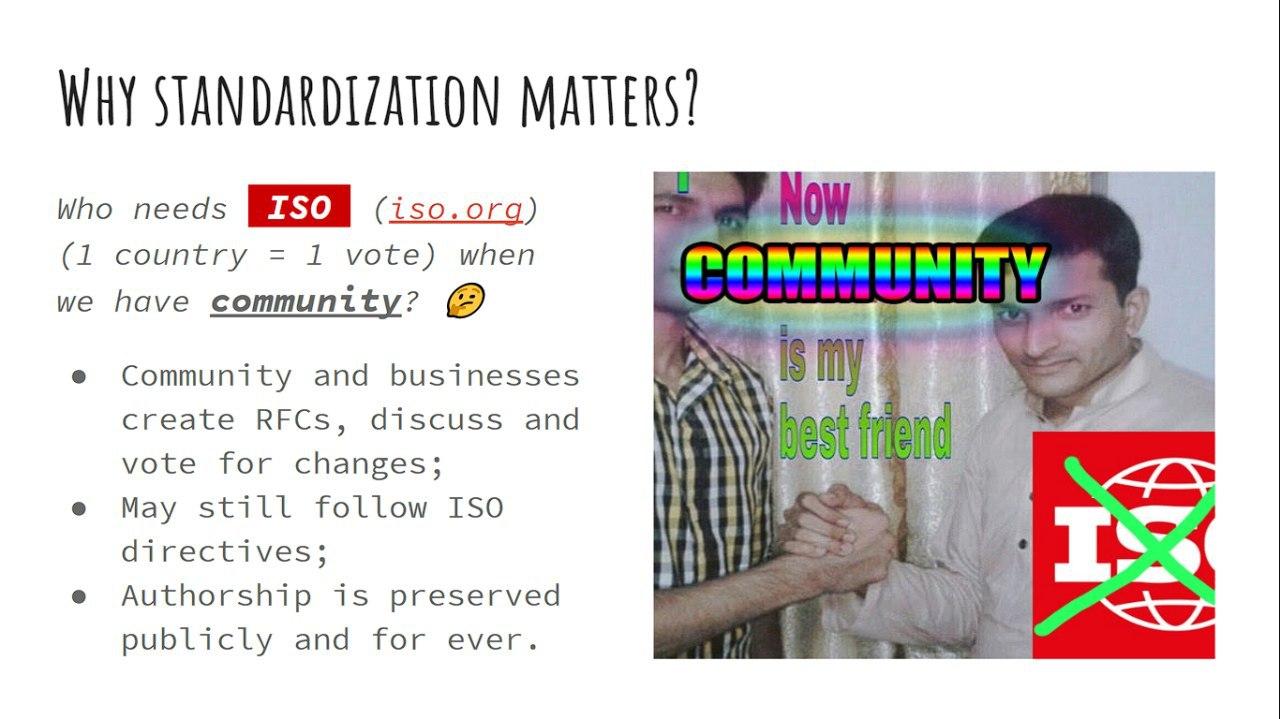 Why standardization matters?
Who needs ISO (iso.org)
(1 country = 1 vote) when
we have community? 🤔
● Community and businesses
create RFCs, discuss and
vote for changes;
● May still follow ISO
directives;
● Authorship is preserved
publicly and for ever.
Now
COMMUNITY
is my
best friend
ISO